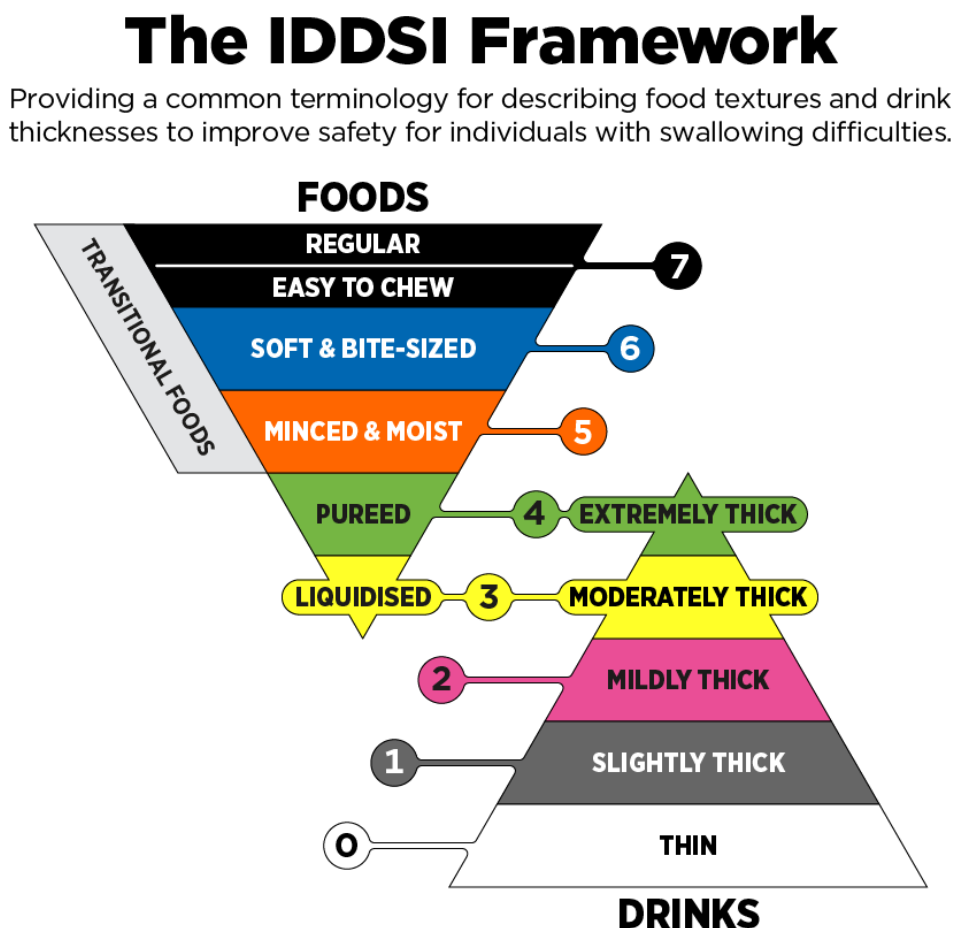 The IDDSI Framework
Providing a common terminology for describing food textures and drink
thicknesses to improve safety for individuals with swallowing difficulties.
FOODS
TRANSITIONAL FOODS
REGULAR
7
EASY TO CHEW
SOFT & BITE-SIZED
6
MINCED & MOIST
5
PUREED
4
EXTREMELY THICK
LIQUIDISED
3
MODERATELY THICK
2
MILDLY THICK
1
SLIGHTLY THICK
0
THIN
DRINKS